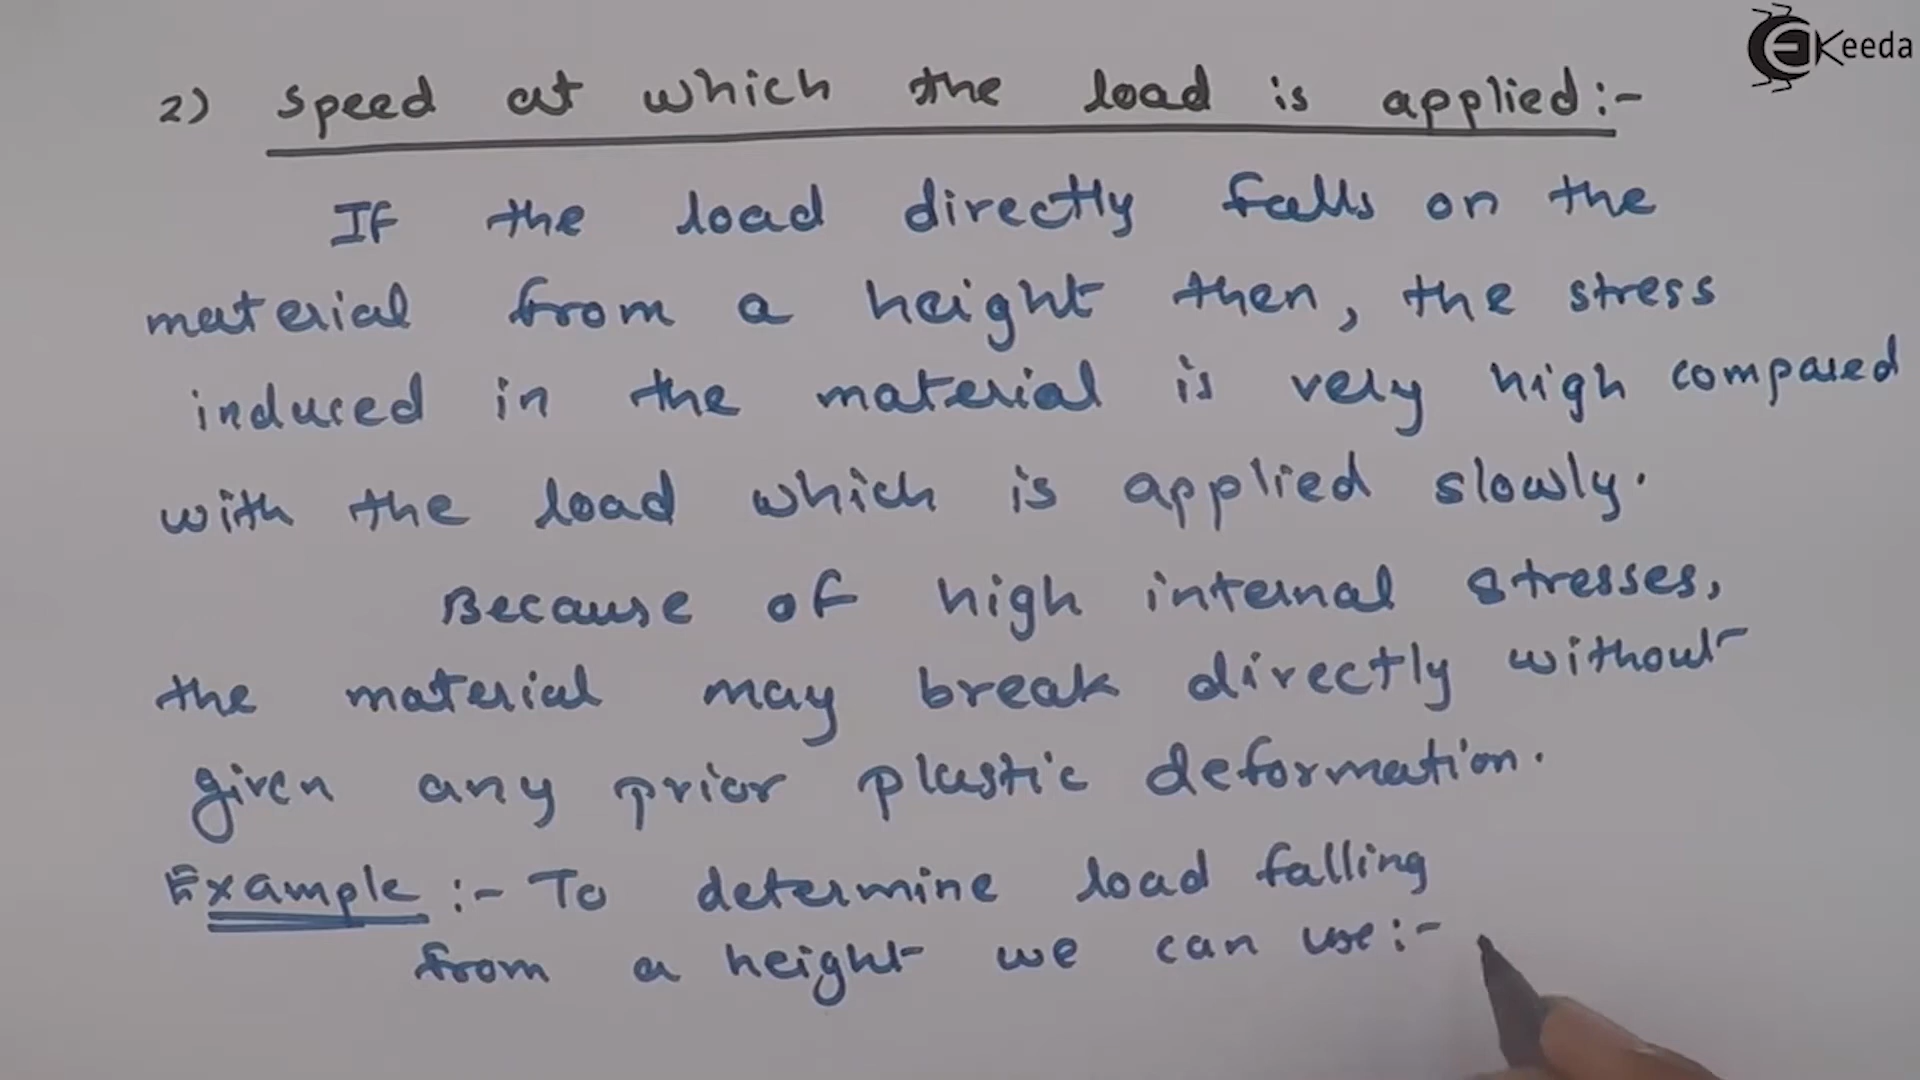 Keeda
2) speed at which the load is applied:-
If the load directly falls on the
material from a height then, the stress
induced in the material is very high compared
with the load which is applied slowly.
Because of high internal stresses,
the material may break directly without
given any prior plastic deformation.
Example :- To determine load falling
from a height we can use:-